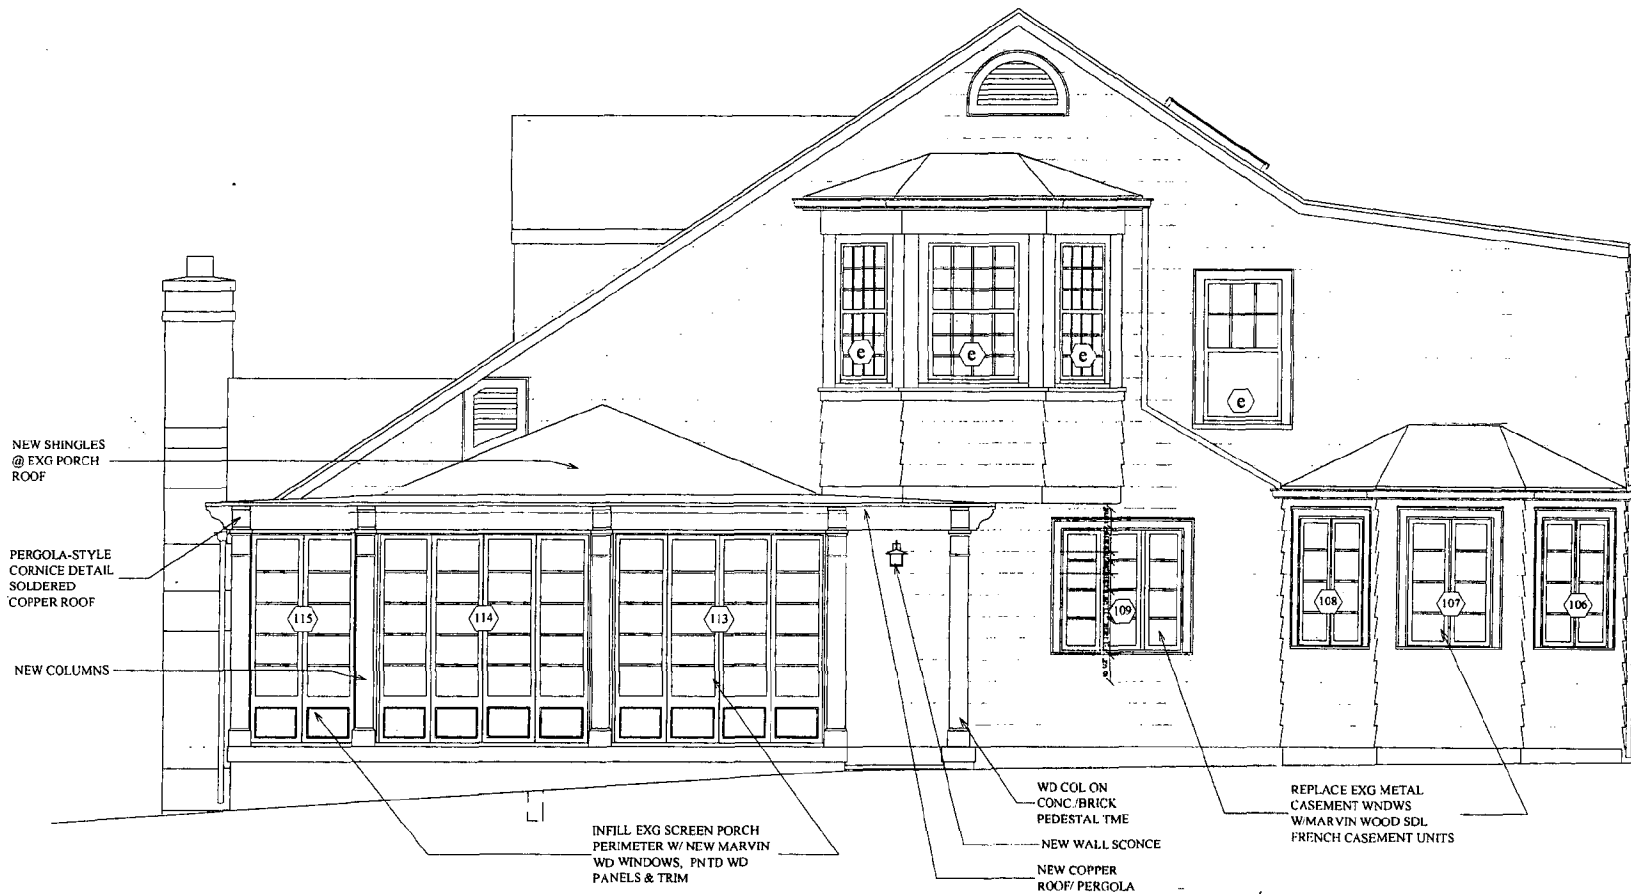 e
e
e
e
NEW SHINGLES
@ EXG PORCH
ROOF
PERGOLA-STYLE
CORNICE DETAIL
SOLDERED
COPPER ROOF
NEW COLUMNS
115
114
113
109
108
107
106
INFILL EXG SCREEN PORCH
PERIMETER W/ NEW MARVIN
WD WINDOWS, PNTD WD
PANELS & TRIM
WD COL ON
CONC./BRICK
PEDESTAL TME
NEW WALL SCONCE
NEW COPPER
ROOF/ PERGOLA
REPLACE EXG METAL
CASEMENT WNDWS
W/MARVIN WOOD SDL
FRENCH CASEMENT UNITS